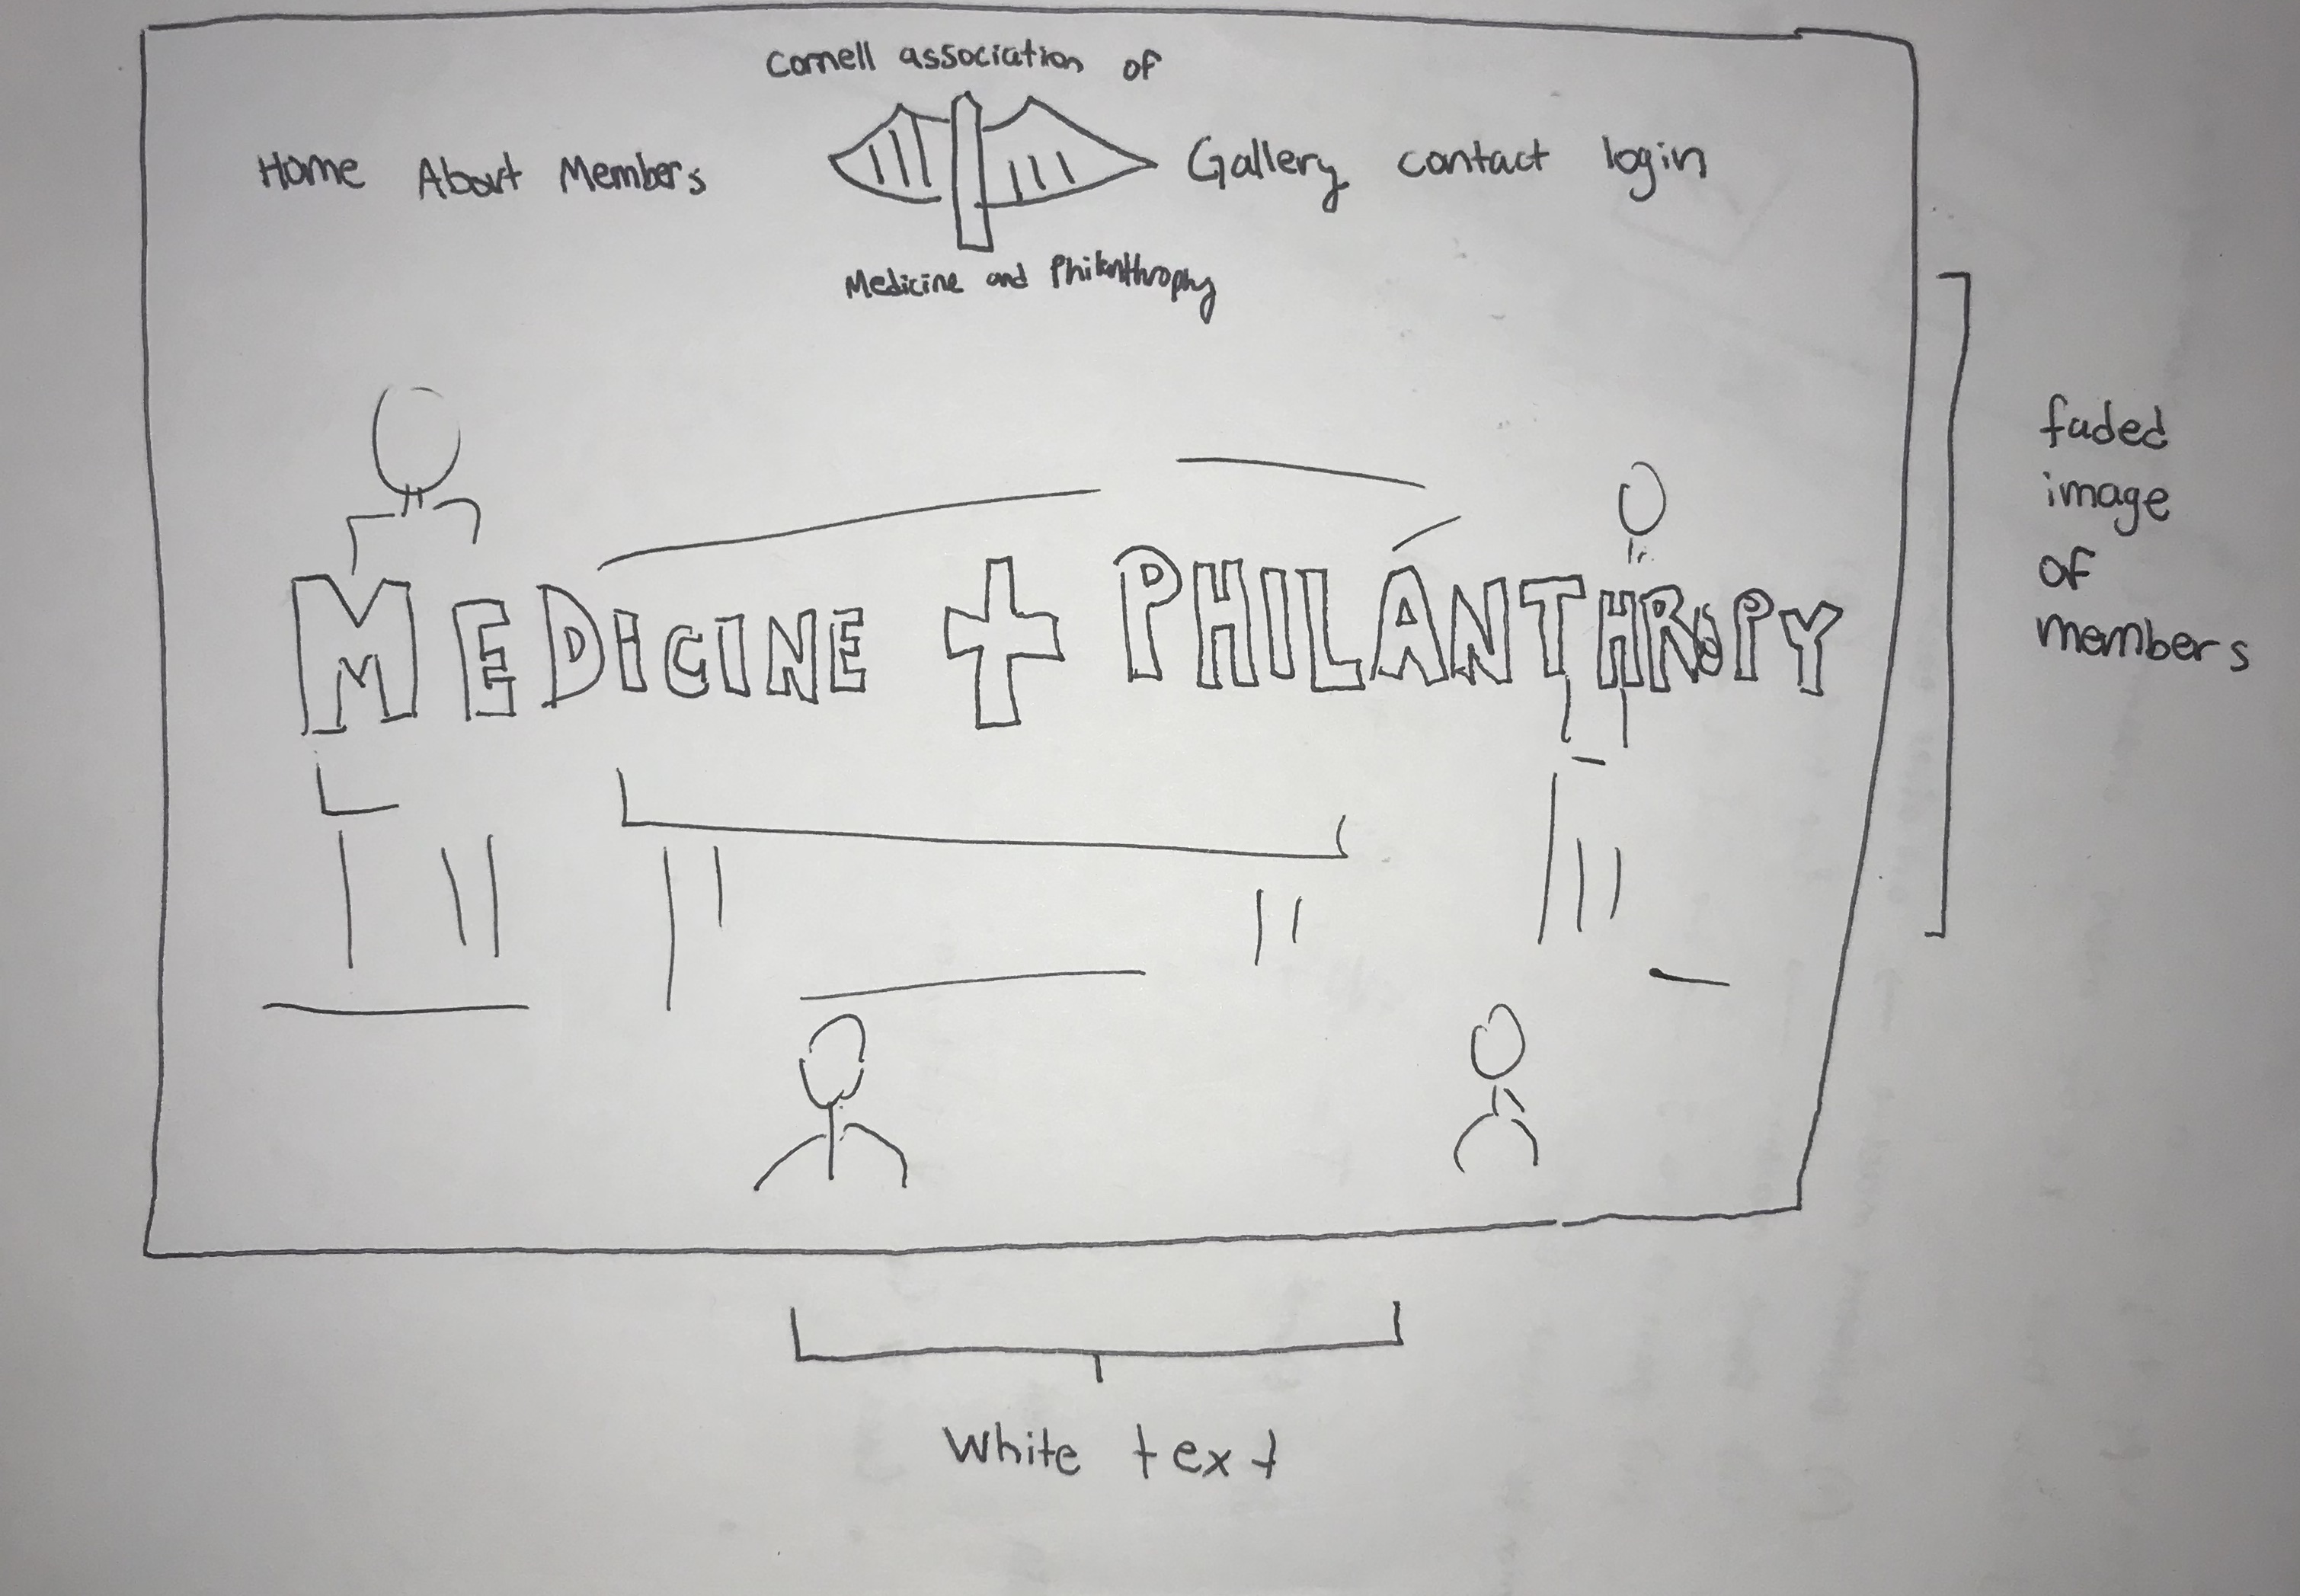 Cornell association of
Home About Members Gallery contact login
Medicine and Philanthrophy
MEDiCINE + PHILANTHROPY
faded
image
of
members
White text